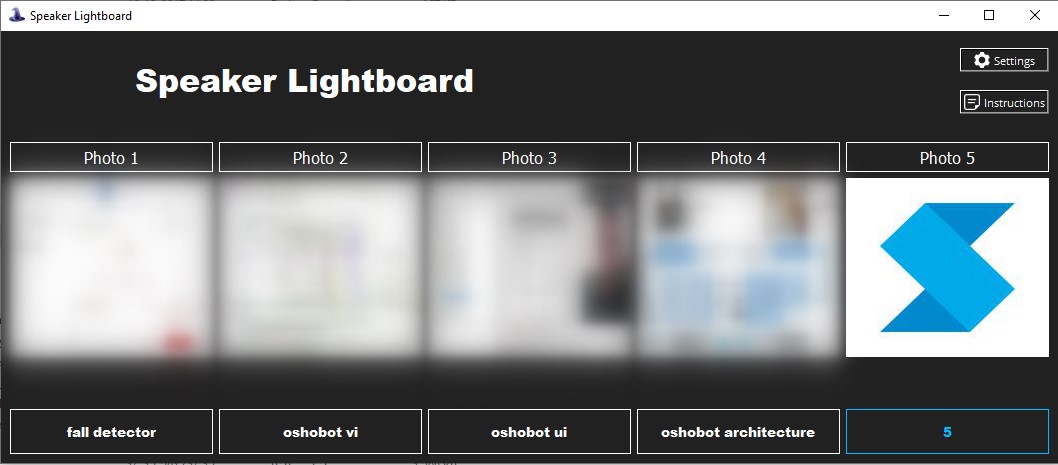 Speaker Lightboard
Speaker Lightboard
Settings
Instructions
Photo 1
Photo 2
Photo 3
Photo 4
Photo 5
fall detector
oshobot vi
oshobot ui
oshobot architecture
5